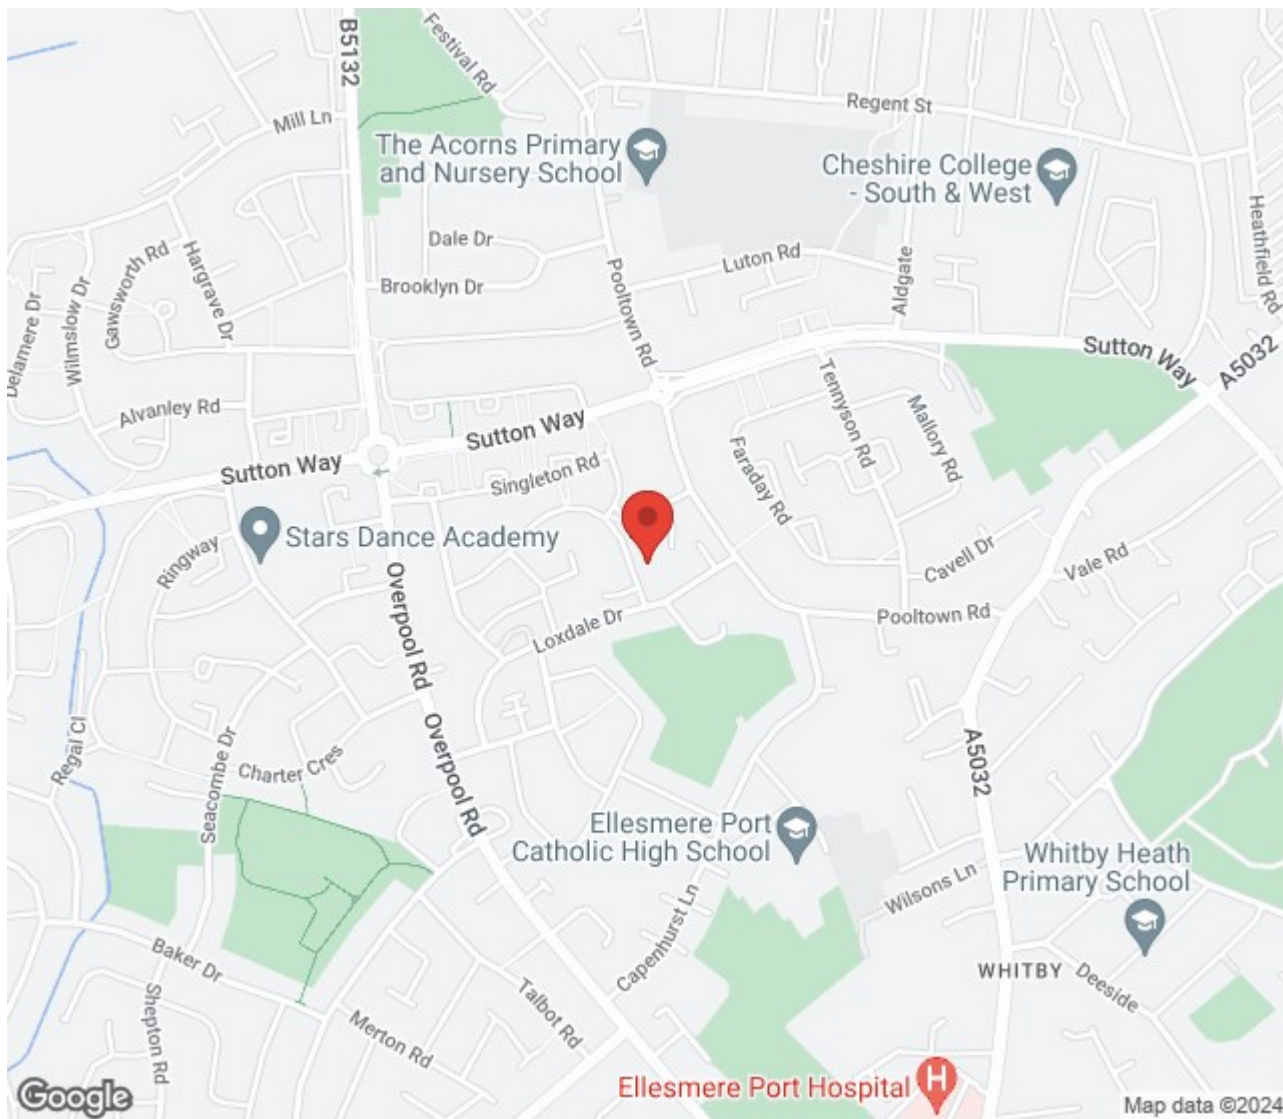 B5132
Festival Rd
Regent St
Mill Ln
The Acorns Primary
and Nursery School
Cheshire College
- South & West
Heathfield Rd
Dale Dr
Hargrave Dr
Gawsworth Rd
Luton Rd
Aldgate
Brooklyn Dr
Pooltown Rd
Delamere Dr
Wilmslow Dr
Sutton Way
A5032
Tennyson Rd
Mallory Rd
Alvanley Rd
Sutton Way
Faraday Rd
Sutton Way
Singleton Rd
Stars Dance Academy
Ringway
Cavell Dr
Vale Rd
Overpool Rd
Loxdale Dr
Pooltown Rd
Regal Cl
Seacombe Dr
Charter Cres
Overpool Rd
A5032
Ellesmere Port
Catholic High School
Whitby Heath
Primary School
Wilsons Ln
Capenhurst Ln
Baker Dr
WHITBY
Deeside
Shepton Rd
Talbot Rd
Merton Rd
Ellesmere Port Hospital
H
Google
Map data ©2024